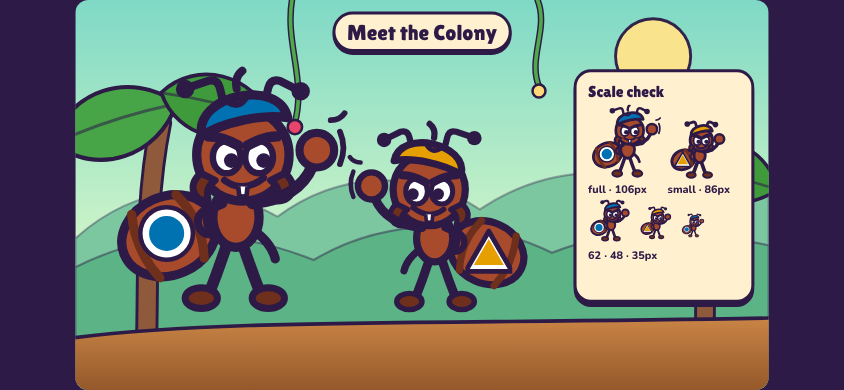 Meet the Colony
Scale check
full · 106px
small · 86px
62 · 48 · 35px